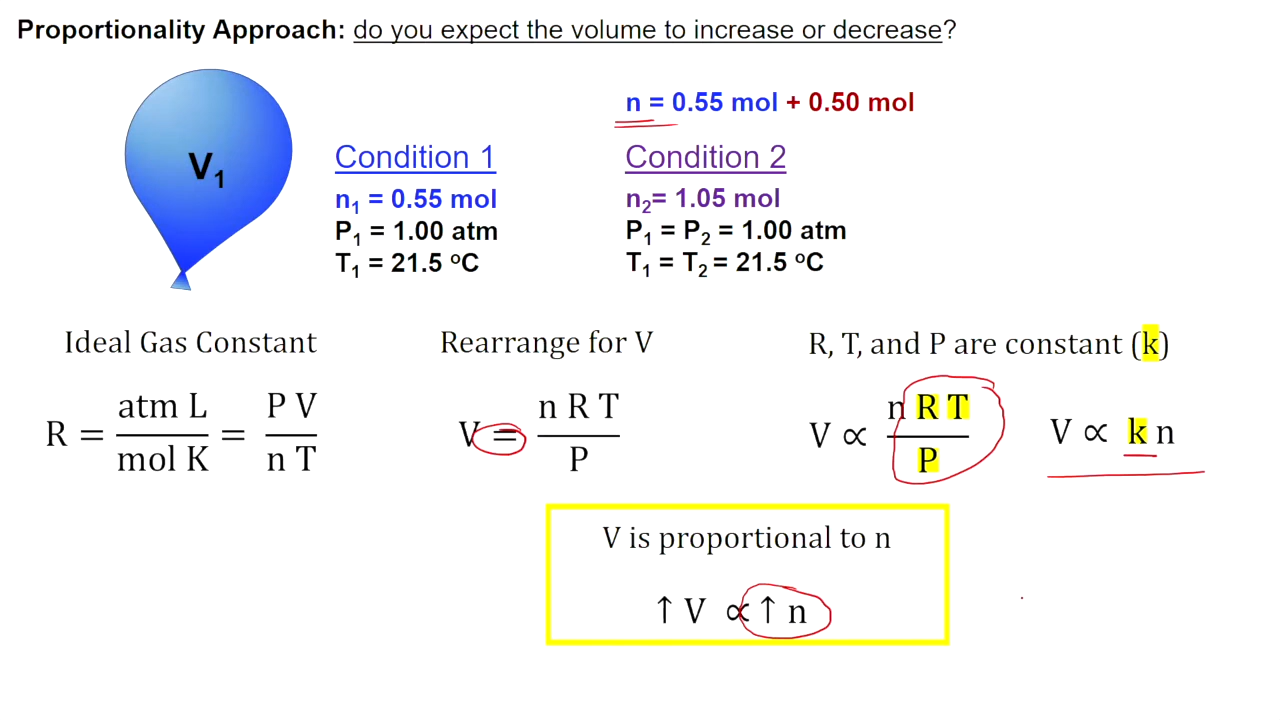 Proportionality Approach: do you expect the volume to increase or decrease?
n = 0.55 mol + 0.50 mol
V₁
Condition 1
n₁ = 0.55 mol
P₁ = 1.00 atm
T₁ = 21.5 ºC
Condition 2
n₂= 1.05 mol
P₁ = P₂ = 1.00 atm
T₁ = T₂ = 21.5 ºC
Ideal Gas Constant
R = atm L / mol K = P V / n T
Rearrange for V
V = n R T / P
R, T, and P are constant (k)
V ∝ n R T / P
V ∝ k n
V is proportional to n
↑ V ∝ ↑ n